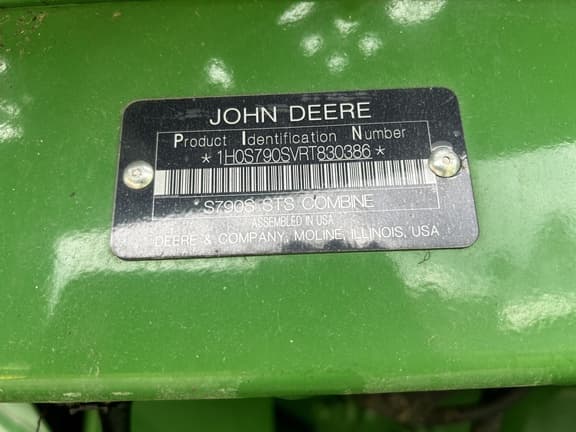 JOHN DEERE
Product Identification Number
*1H0S790SVRT830386*
S790S STS COMBINE
ASSEMBLED IN USA
DEERE & COMPANY, MOLINE, ILLINOIS, USA